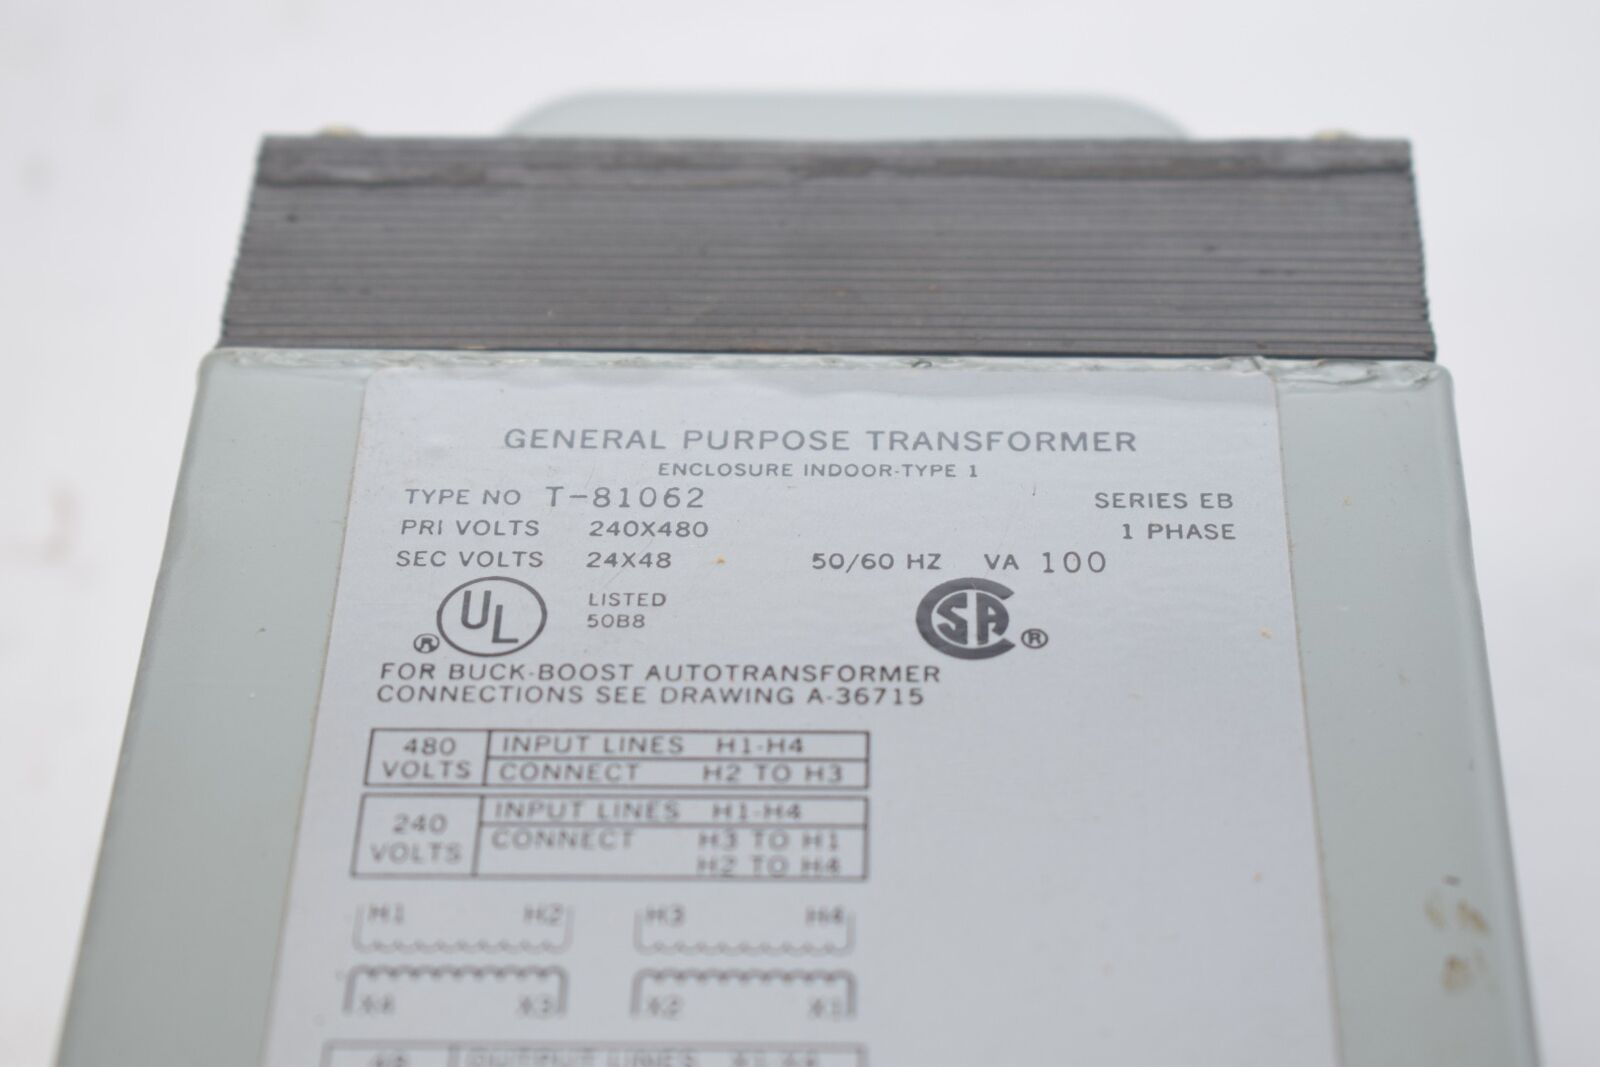 GENERAL PURPOSE TRANSFORMER
ENCLOSURE INDOOR-TYPE 1
TYPE NO T-81062 SERIES EB
PRI VOLTS 240X480 1 PHASE
SEC VOLTS 24X48 50/60 HZ VA 100
UL ® LISTED
50B8
CSA ®
FOR BUCK-BOOST AUTOTRANSFORMER
CONNECTIONS SEE DRAWING A-36715
480 VOLTS INPUT LINES H1-H4
CONNECT H2 TO H3
240 VOLTS INPUT LINES H1-H4
CONNECT H3 TO H1
H2 TO H4
H1 H2 H3 H4
X4 X3 X2 X1
OUTPUT LINES